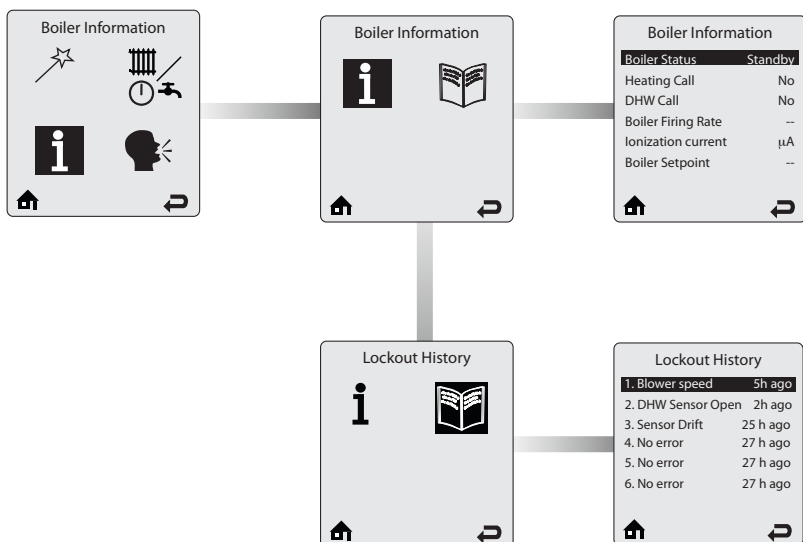 Boiler Information
Boiler Information
Boiler Information
Boiler Status Standby
Heating Call No
DHW Call No
Boiler Firing Rate --
Ionization current µA
Boiler Setpoint --
Lockout History
Lockout History
1. Blower speed 5h ago
2. DHW Sensor Open 2h ago
3. Sensor Drift 25 h ago
4. No error 27 h ago
5. No error 27 h ago
6. No error 27 h ago